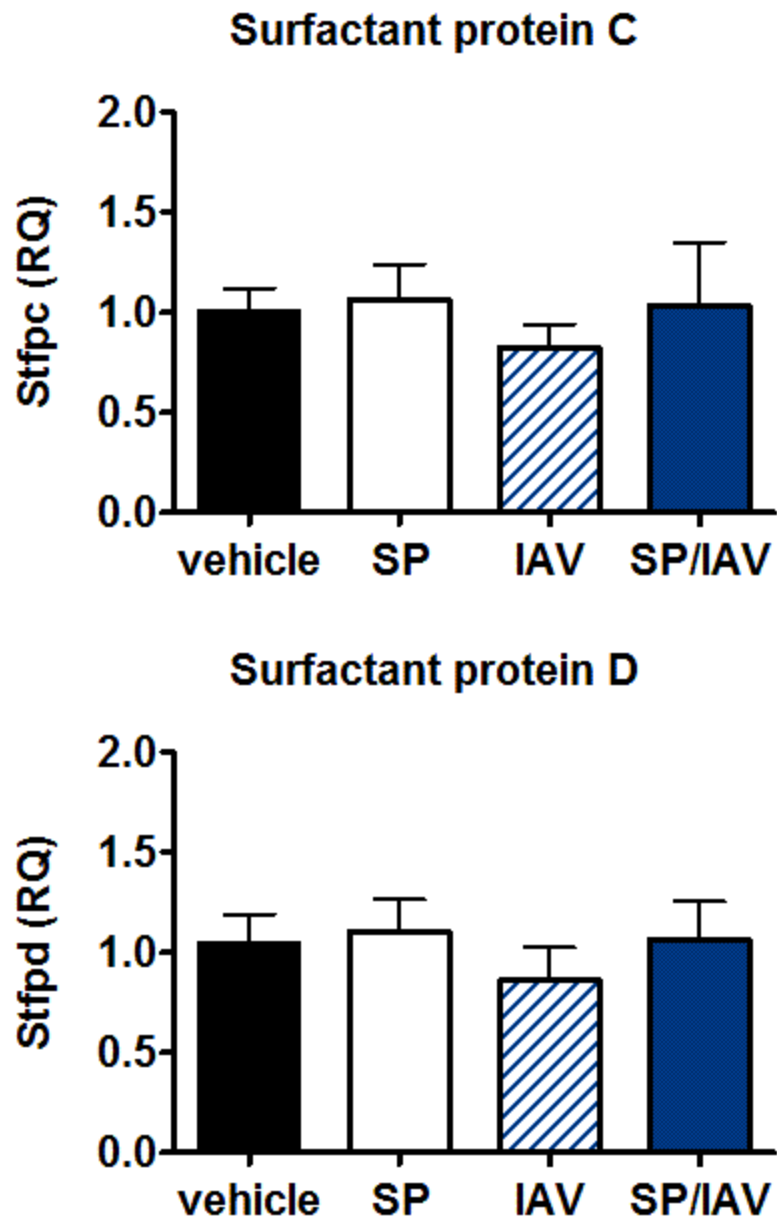 Surfactant protein C
Stfpc (RQ)
2.0
1.5
1.0
0.5
0.0
vehicle SP IAV SP/IAV
Surfactant protein D
Stfpd (RQ)
2.0
1.5
1.0
0.5
0.0
vehicle SP IAV SP/IAV